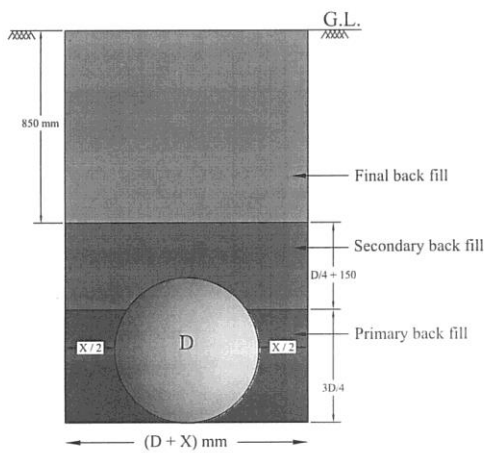 G.L.
850 mm
Final back fill
Secondary back fill
D/4 + 150
Primary back fill
X / 2
D
X / 2
3D/4
(D + X) mm